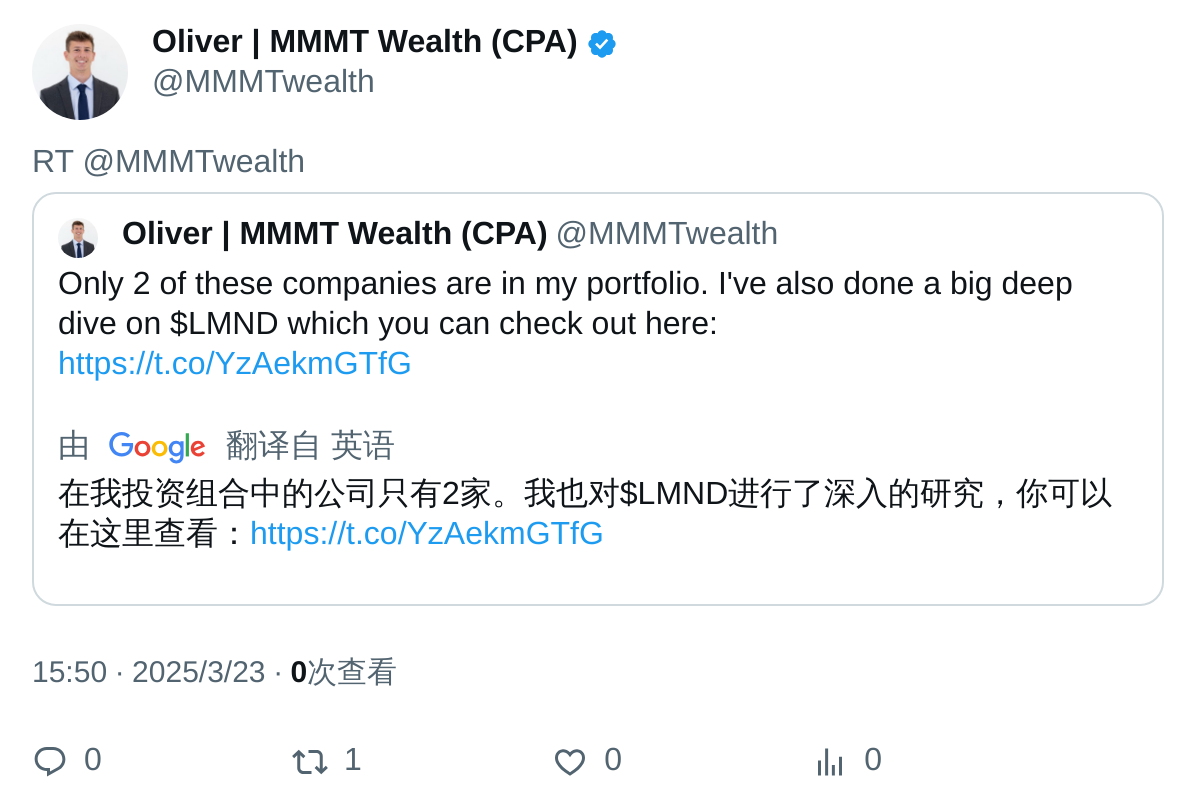 Oliver | MMMT Wealth (CPA)
@MMMTwealth
RT @MMMTwealth
Oliver | MMMT Wealth (CPA) @MMMTwealth
Only 2 of these companies are in my portfolio. I've also done a big deep
dive on $LMND which you can check out here:
https://t.co/YzAekmGTfG
由 Google 翻译自 英语
在我投资组合中的公司只有2家。我也对$LMND进行了深入的研究，你可以
在这里查看：https://t.co/YzAekmGTfG
15:50 · 2025/3/23 · 0次查看
0 1 0 0